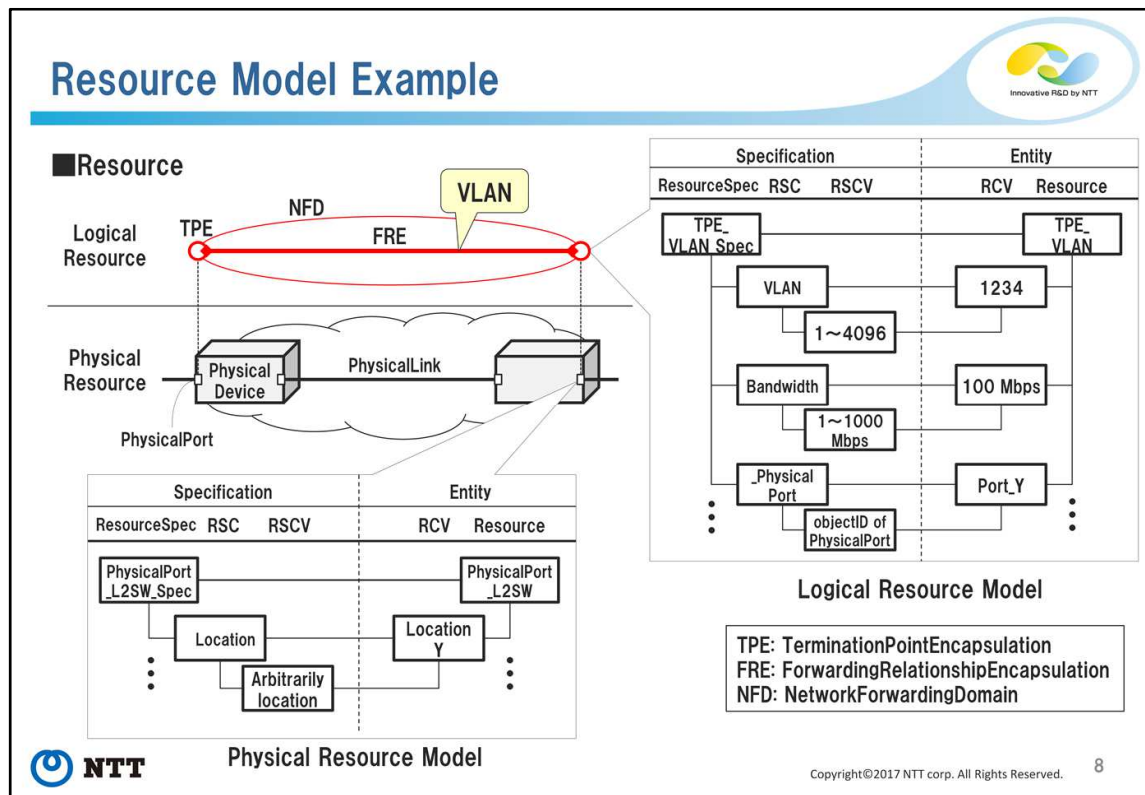 Resource Model Example
Innovative R&D by NTT
■Resource
VLAN
NFD
TPE
FRE
Logical
Resource
Physical
Resource
Physical
Device
PhysicalLink
PhysicalPort
Specification Entity
ResourceSpec RSC RSCV RCV Resource
TPE_
VLAN_Spec
TPE_
VLAN
VLAN
1234
1～4096
Bandwidth
100 Mbps
1～1000
Mbps
_Physical
Port
Port_Y
objectID of
PhysicalPort
Logical Resource Model
Specification Entity
ResourceSpec RSC RSCV RCV Resource
PhysicalPort
_L2SW_Spec
PhysicalPort
_L2SW
Location
Location
Y
Arbitrarily
location
Physical Resource Model
TPE: TerminationPointEncapsulation
FRE: ForwardingRelationshipEncapsulation
NFD: NetworkForwardingDomain
NTT
Copyright©2017 NTT corp. All Rights Reserved.
8